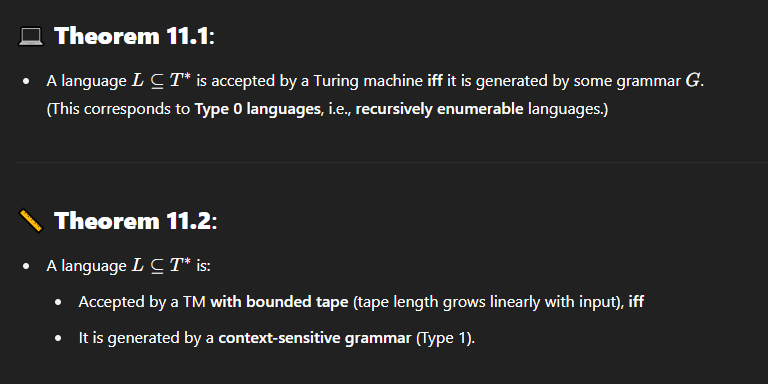 Theorem 11.1:
A language L ⊆ T* is accepted by a Turing machine iff it is generated by some grammar G.
(This corresponds to Type 0 languages, i.e., recursively enumerable languages.)
Theorem 11.2:
A language L ⊆ T* is:
Accepted by a TM with bounded tape (tape length grows linearly with input), iff
It is generated by a context-sensitive grammar (Type 1).